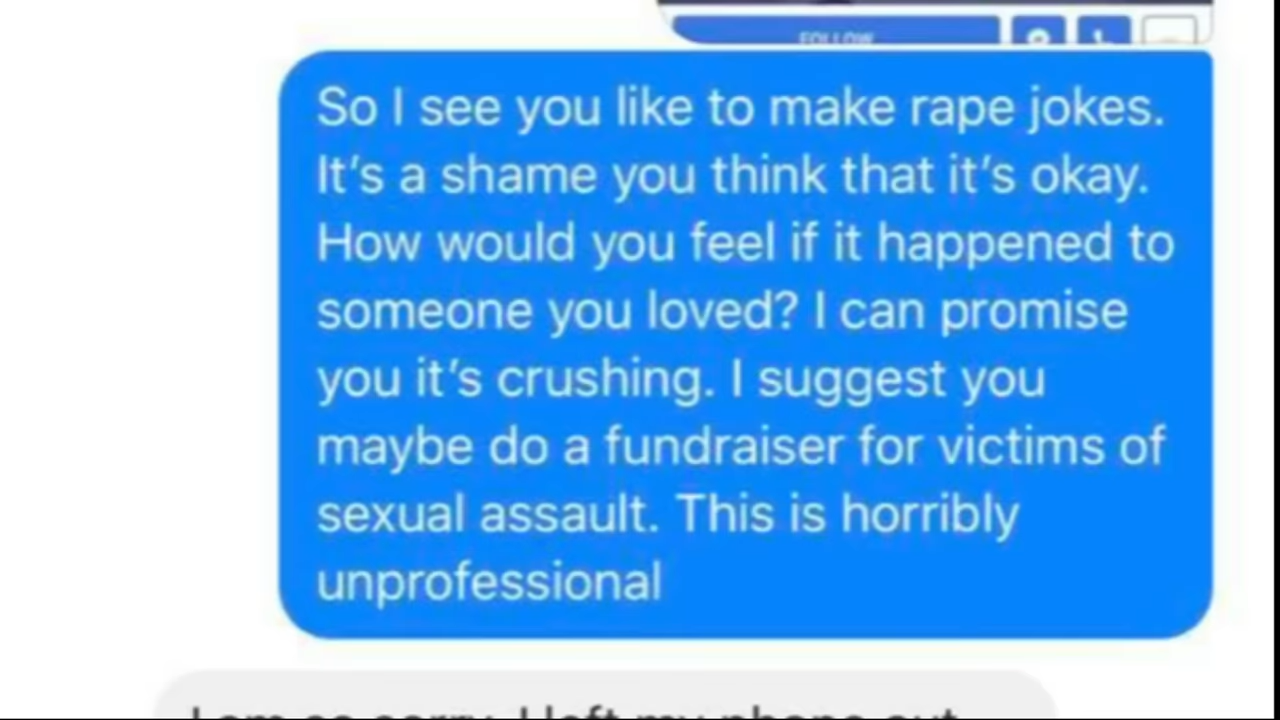 FOLLOW
So I see you like to make rape jokes.
It's a shame you think that it's okay.
How would you feel if it happened to
someone you loved? I can promise
you it's crushing. I suggest you
maybe do a fundraiser for victims of
sexual assault. This is horribly
unprofessional
I am so sorry. I left my phone out